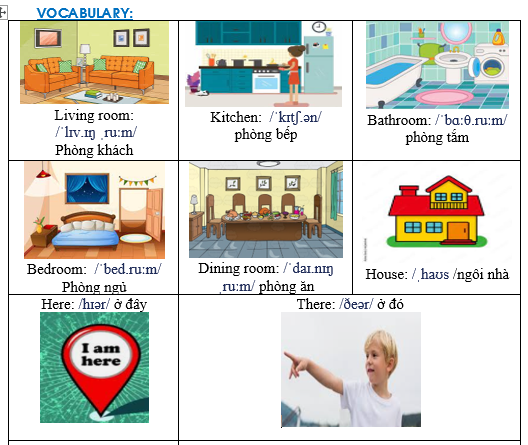 VOCABULARY:
Living room:
/ˈlɪv.ɪŋ ˌruːm/
Phòng khách
Kitchen: /ˈkɪtʃ.ən/
phòng bếp
Bathroom: /ˈbɑːθ.ruːm/
phòng tắm
Bedroom: /ˈbed.ruːm/
Phòng ngủ
Dining room: /ˈdaɪ.nɪŋ
ˌruːm/ phòng ăn
House: /ˌhaʊs /ngôi nhà
Here: /hɪər/ ở đây
I am
here
There: /ðeər/ ở đó